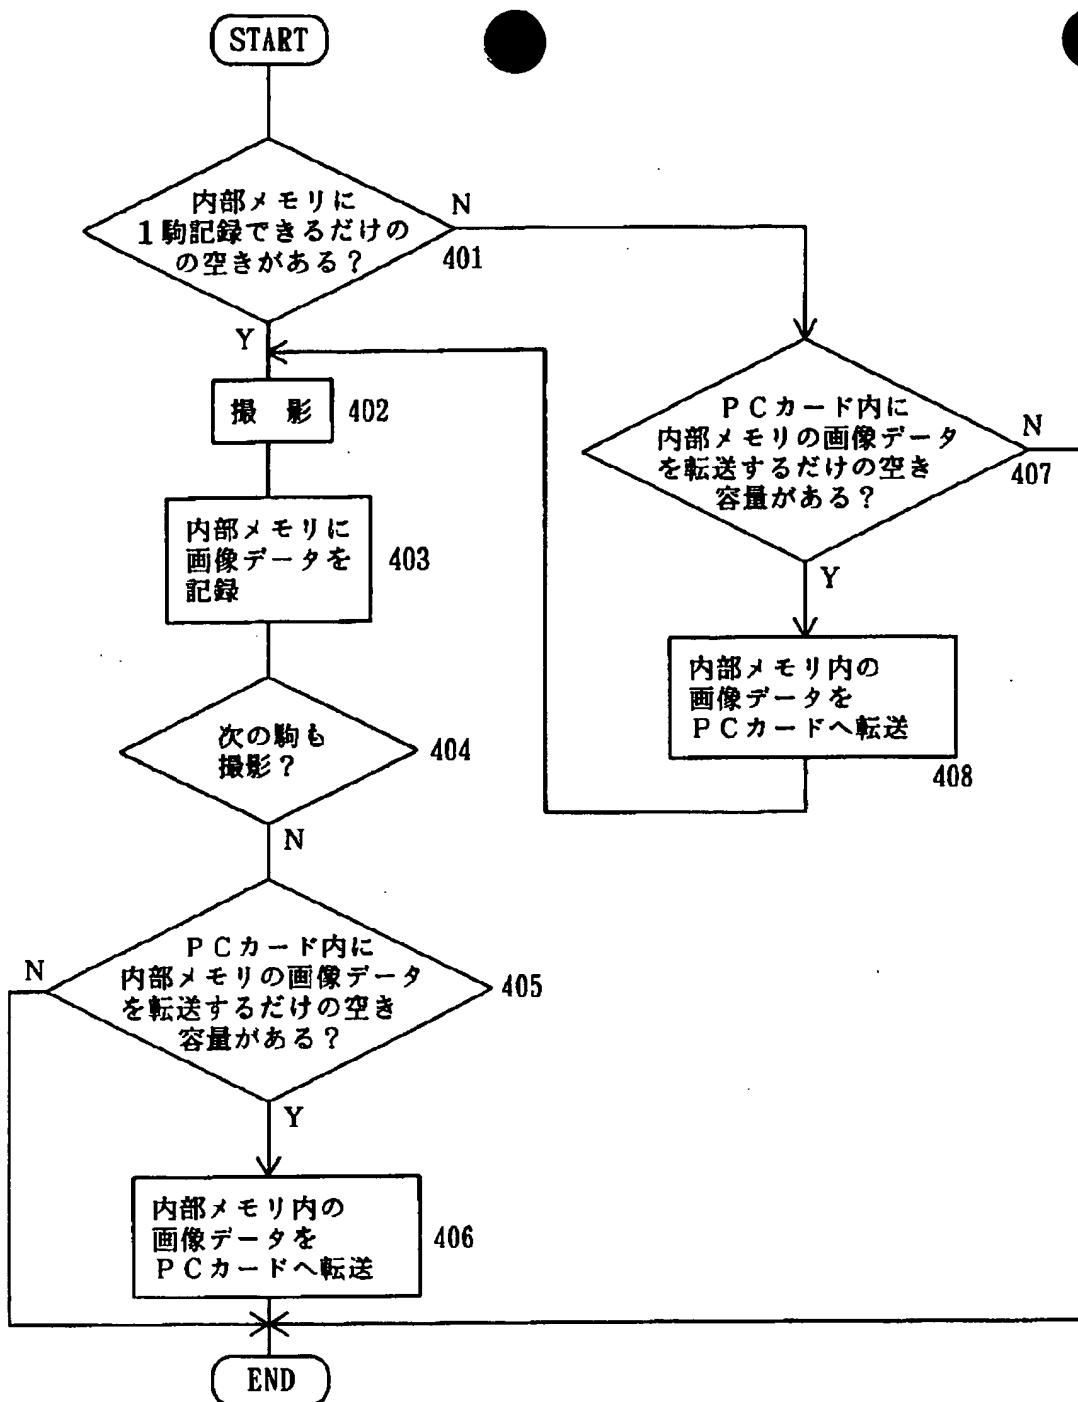 START
内部メモリに
1駒記録できるだけの
の空きがある?
N
401
Y
撮 影
402
内部メモリに
画像データを
記録
403
次の駒も
撮影?
404
N
PCカード内に
内部メモリの画像データ
を転送するだけの空き
容量がある?
N
405
Y
内部メモリ内の
画像データを
PCカードへ転送
406
END
PCカード内に
内部メモリの画像データ
を転送するだけの空き
容量がある?
N
407
Y
内部メモリ内の
画像データを
PCカードへ転送
408